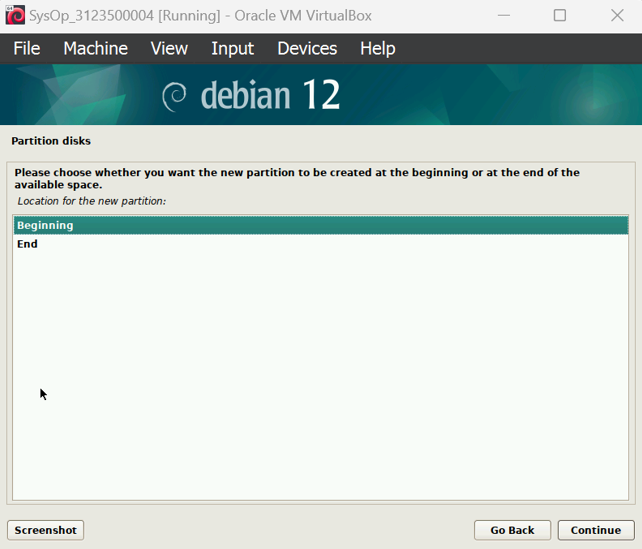 SysOp_3123500004 [Running] - Oracle VM VirtualBox
File Machine View Input Devices Help
debian 12
Partition disks
Please choose whether you want the new partition to be created at the beginning or at the end of the
available space.
Location for the new partition:
Beginning
End
Screenshot Go Back Continue